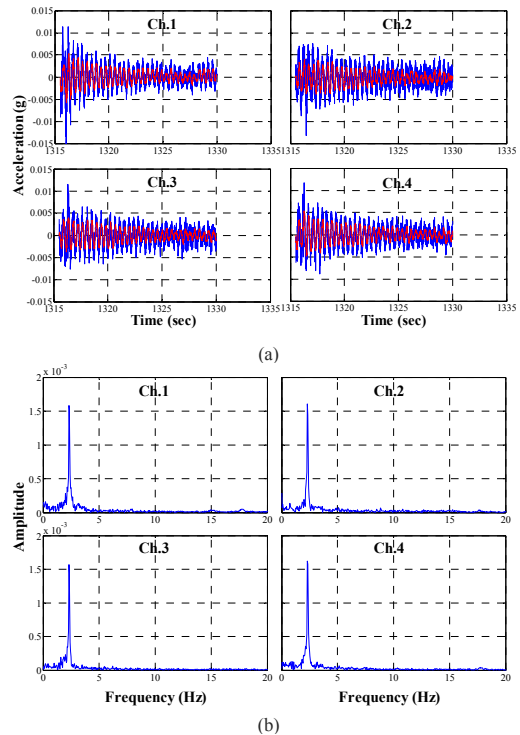 Ch.1 Ch.2
0.015
0.01
0.005
0
-0.005
-0.01
-0.015
1315 1320 1325 1330 1335 1315 1320 1325 1330 1335
Ch.3 Ch.4
0.015
0.01
0.005
0
-0.005
-0.01
-0.015
1315 1320 1325 1330 1335 1315 1320 1325 1330 1335
Acceleration(g)
Time (sec) Time (sec)
(a)
x 10⁻³
Ch.1 Ch.2
2
1.5
1
0.5
0
0 5 10 15 20 0 5 10 15 20
x 10⁻³
Ch.3 Ch.4
2
1.5
1
0.5
0
0 5 10 15 20 0 5 10 15 20
Amplitude
Frequency (Hz) Frequency (Hz)
(b)